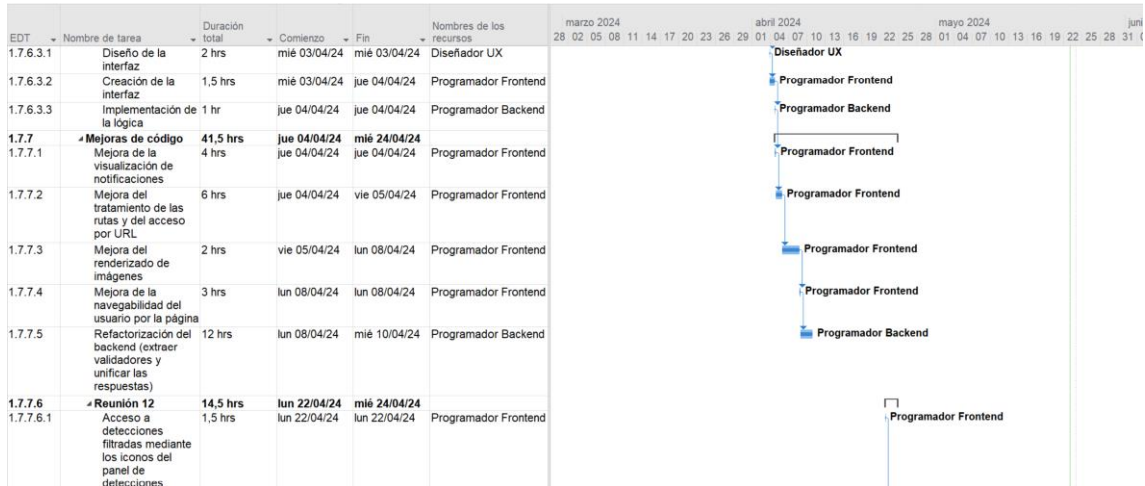 EDT Nombre de tarea Duración total Comienzo Fin Nombres de los recursos
marzo 2024 abril 2024 mayo 2024 juni
28 02 05 08 11 14 17 20 23 26 29 01 04 07 10 13 16 19 22 25 28 01 04 07 10 13 16 19 22 25 28 31
1.7.6.3.1 Diseño de la 2 hrs mié 03/04/24 mié 03/04/24 Diseñador UX Diseñador UX
interfaz
1.7.6.3.2 Creación de la 1,5 hrs mié 03/04/24 jue 04/04/24 Programador Frontend Programador Frontend
interfaz
1.7.6.3.3 Implementación de 1 hr jue 04/04/24 jue 04/04/24 Programador Backend Programador Backend
la lógica
1.7.7 Mejoras de código 41,5 hrs jue 04/04/24 mié 24/04/24
1.7.7.1 Mejora de la 4 hrs jue 04/04/24 jue 04/04/24 Programador Frontend Programador Frontend
visualización de
notificaciones
1.7.7.2 Mejora del 6 hrs jue 04/04/24 vie 05/04/24 Programador Frontend Programador Frontend
tratamiento de las
rutas y del acceso
por URL
1.7.7.3 Mejora del 2 hrs vie 05/04/24 lun 08/04/24 Programador Frontend Programador Frontend
renderizado de
imágenes
1.7.7.4 Mejora de la 3 hrs lun 08/04/24 lun 08/04/24 Programador Frontend Programador Frontend
navegabilidad del
usuario por la página
1.7.7.5 Refactorización del 12 hrs lun 08/04/24 mié 10/04/24 Programador Backend Programador Backend
backend (extraer
validadores y
unificar las
respuestas)
1.7.7.6 Reunión 12 14,5 hrs lun 22/04/24 mié 24/04/24
1.7.7.6.1 Acceso a 1,5 hrs lun 22/04/24 lun 22/04/24 Programador Frontend Programador Frontend
detecciones
filtradas mediante
los iconos del
panel de
detecciones